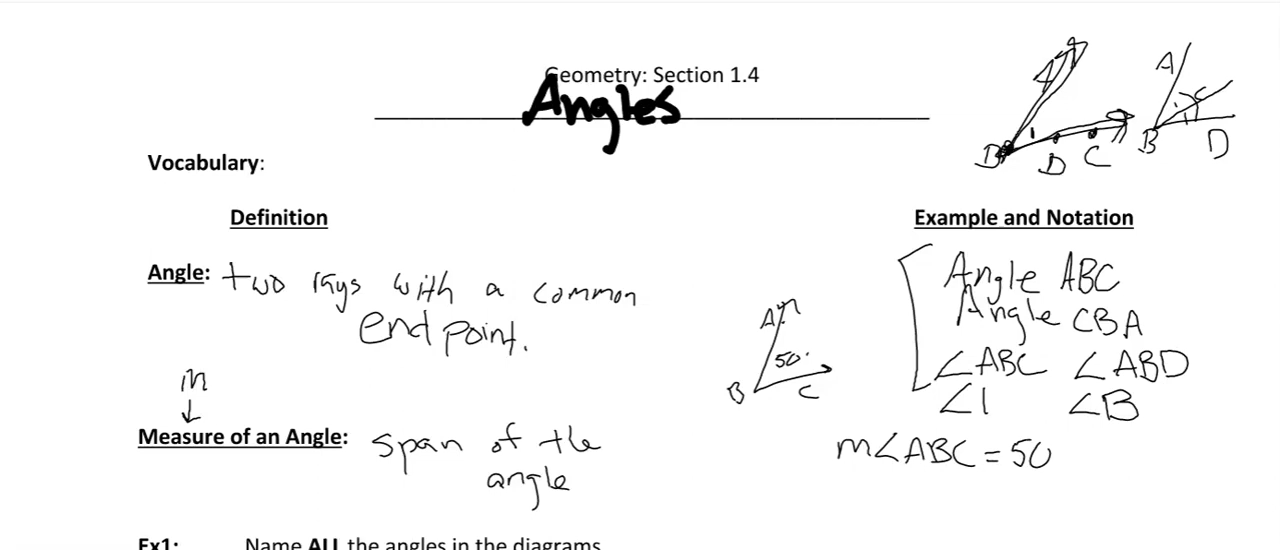 Geometry: Section 1.4
Angles
A
B
1
D
C
A
C
B
D
Vocabulary:
Definition
Example and Notation
Angle: two rays with a common
end point.
Angle ABC
Angle CBA
∠ABC ∠ABD
∠1 ∠B
A
50°
B
C
m
↓
Measure of an Angle: span of the
angle
m∠ABC = 50
Ex1: Name ALL the angles in the diagrams